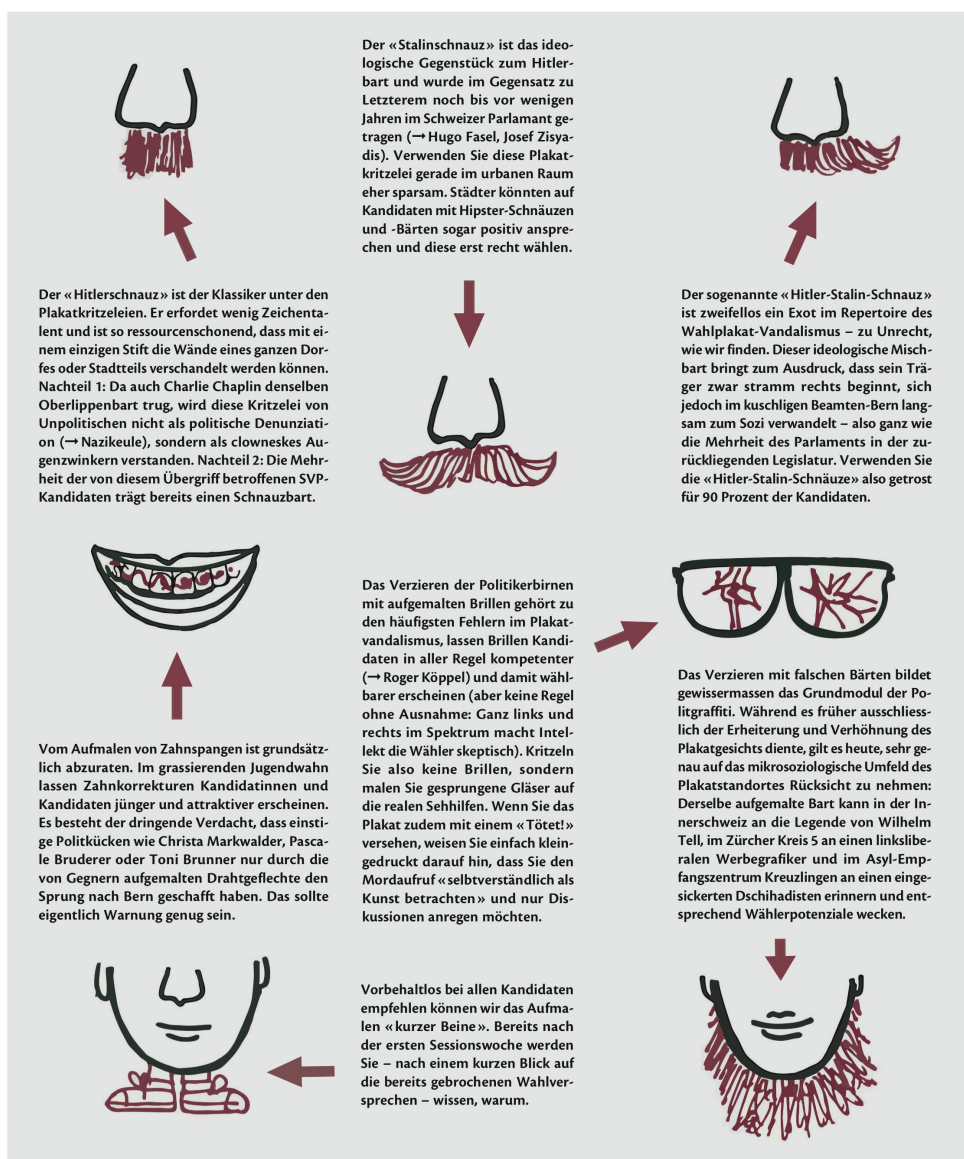 Der «Stalinschnauz» ist das ideo-
logische Gegenstück zum Hitler-
bart und wurde im Gegensatz zu
Letzterem noch bis vor wenigen
Jahren im Schweizer Parlamant ge-
tragen (→ Hugo Fasel, Josef Zisya-
dis). Verwenden Sie diese Plakat-
kritzelei gerade im urbanen Raum
eher sparsam. Städter könnten auf
Kandidaten mit Hipster-Schnäuzen
und -Bärten sogar positiv anspre-
chen und diese erst recht wählen.
Der «Hitlerschnauz» ist der Klassiker unter den
Plakatkritzeleien. Er erfordet wenig Zeichenta-
lent und ist so ressourcenschonend, dass mit ei-
nem einzigen Stift die Wände eines ganzen Dor-
fes oder Stadtteils verschandelt werden können.
Nachteil 1: Da auch Charlie Chaplin denselben
Oberlippenbart trug, wird diese Kritzelei von
Unpolitischen nicht als politische Denunziati-
on (→ Nazikeule), sondern als clowneskes Au-
genzwinkern verstanden. Nachteil 2: Die Mehr-
heit der von diesem Übergriff betroffenen SVP-
Kandidaten trägt bereits einen Schnauzbart.
Der sogenannte «Hitler-Stalin-Schnauz»
ist zweifellos ein Exot im Repertoire des
Wahlplakat-Vandalismus – zu Unrecht,
wie wir finden. Dieser ideologische Misch-
bart bringt zum Ausdruck, dass sein Trä-
ger zwar stramm rechts beginnt, sich
jedoch im kuschligen Beamten-Bern lang-
sam zum Sozi verwandelt – also ganz wie
die Mehrheit des Parlaments in der zu-
rückliegenden Legislatur. Verwenden Sie
die «Hitler-Stalin-Schnäuze» also getrost
für 90 Prozent der Kandidaten.
Das Verzieren der Politikerbirnen
mit aufgemalten Brillen gehört zu
den häufigsten Fehlern im Plakat-
vandalismus, lassen Brillen Kandi-
daten in aller Regel kompetenter
(→ Roger Köppel) und damit wähl-
barer erscheinen (aber keine Regel
ohne Ausnahme: Ganz links und
rechts im Spektrum macht Intel-
lekt die Wähler skeptisch). Kritzeln
Sie also keine Brillen, sondern
malen Sie gesprungene Gläser auf
die realen Sehhilfen. Wenn Sie das
Plakat zudem mit einem «Tötet!»
versehen, weisen Sie einfach klein-
gedruckt darauf hin, dass Sie den
Mordaufruf «selbtverständlich als
Kunst betrachten» und nur Dis-
kussionen anregen möchten.
Vom Aufmalen von Zahnspangen ist grundsätz-
lich abzuraten. Im grassierenden Jugendwahn
lassen Zahnkorrekturen Kandidatinnen und
Kandidaten jünger und attraktiver erscheinen.
Es besteht der dringende Verdacht, dass einsti-
ge Politkücken wie Christa Markwalder, Pasca-
le Bruderer oder Toni Brunner nur durch die
von Gegnern aufgemalten Drahtgeflechte den
Sprung nach Bern geschafft haben. Das sollte
eigentlich Warnung genug sein.
Das Verzieren mit falschen Bärten bildet
gewissermassen das Grundmodul der Po-
litgraffiti. Während es früher ausschliess-
lich der Erheiterung und Verhöhnung des
Plakatgesichts diente, gilt es heute, sehr ge-
nau auf das mikrosoziologische Umfeld des
Plakatstandortes Rücksicht zu nehmen:
Derselbe aufgemalte Bart kann in der In-
nerschweiz an die Legende von Wilhelm
Tell, im Zürcher Kreis 5 an einen linkslibe-
ralen Werbegrafiker und im Asyl-Emp-
fangszentrum Kreuzlingen an einen einge-
sickerten Dschihadisten erinnern und ent-
sprechend Wählerpotenziale wecken.
Vorbehaltlos bei allen Kandidaten
empfehlen können wir das Aufma-
len «kurzer Beine». Bereits nach
der ersten Sessionswoche werden
Sie – nach einem kurzen Blick auf
die bereits gebrochenen Wahlver-
sprechen – wissen, warum.